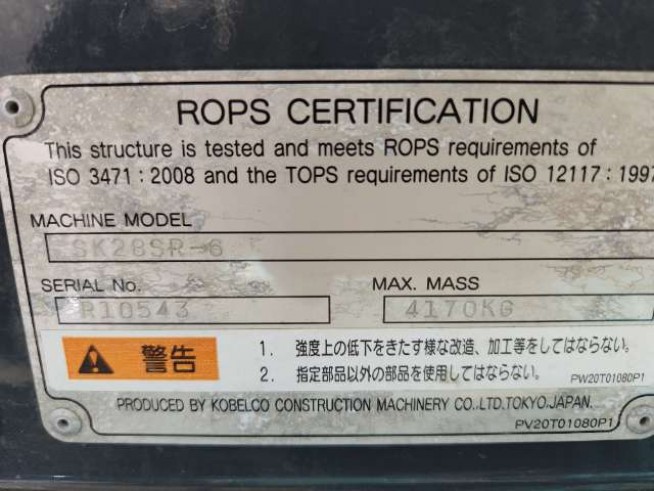 ROPS CERTIFICATION
This structure is tested and meets ROPS requirements of
ISO 3471 : 2008 and the TOPS requirements of ISO 12117 : 1997
MACHINE MODEL
SK28SR-6
SERIAL No.
R10543
MAX. MASS
4170KG
警告
1. 強度上の低下をきたす様な改造、加工等をしてはならない。
2. 指定部品以外の部品を使用してはならない。
PW20T01080P1
PRODUCED BY KOBELCO CONSTRUCTION MACHINERY CO.,LTD.TOKYO.JAPAN.
PV20T01080P1